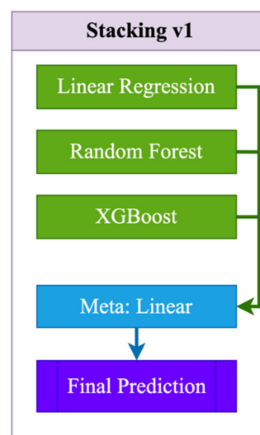 Stacking v1
Linear Regression
Random Forest
XGBoost
Meta: Linear
Final Prediction